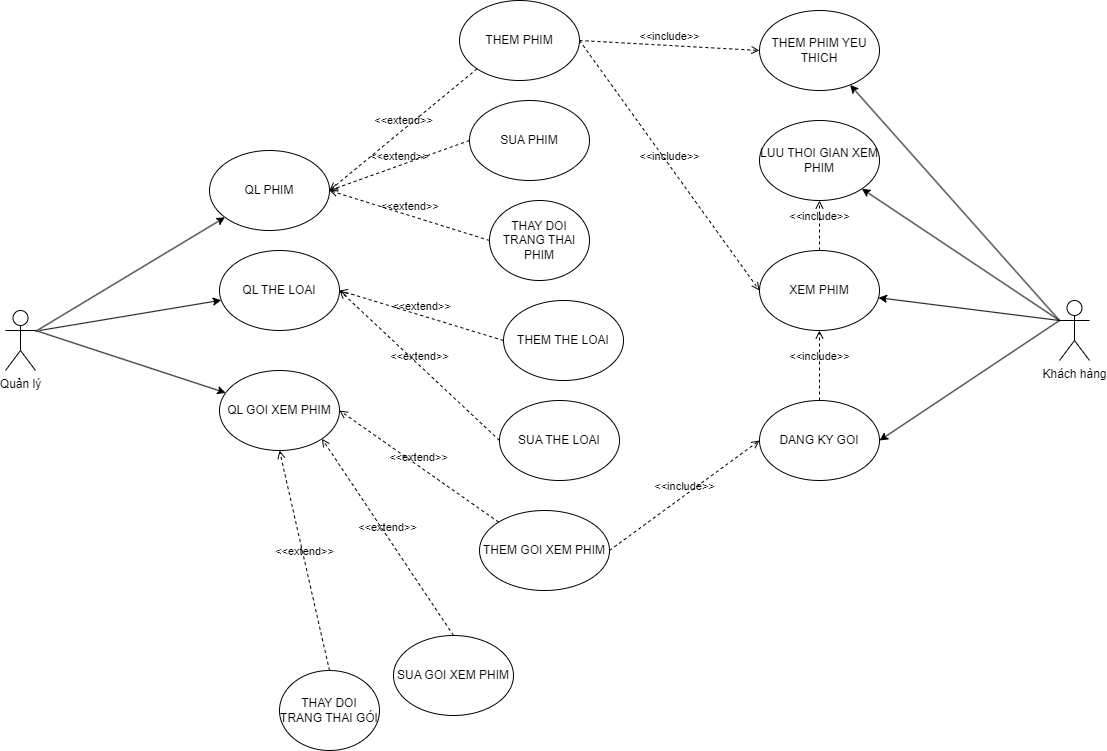 THEM PHIM
<<include>>
THEM PHIM YEU
THICH
<<extend>>
SUA PHIM
<<extend>>
<<include>>
LUU THOI GIAN XEM
PHIM
QL PHIM
<<extend>>
THAY DOI
TRANG THAI
PHIM
<<include>>
QL THE LOAI
<<extend>>
XEM PHIM
THEM THE LOAI
<<extend>>
<<include>>
Quản lý
Khách hàng
QL GOI XEM PHIM
SUA THE LOAI
DANG KY GOI
<<extend>>
<<include>>
<<extend>>
<<extend>>
THEM GOI XEM PHIM
SUA GOI XEM PHIM
THAY DOI
TRANG THAI GÓI